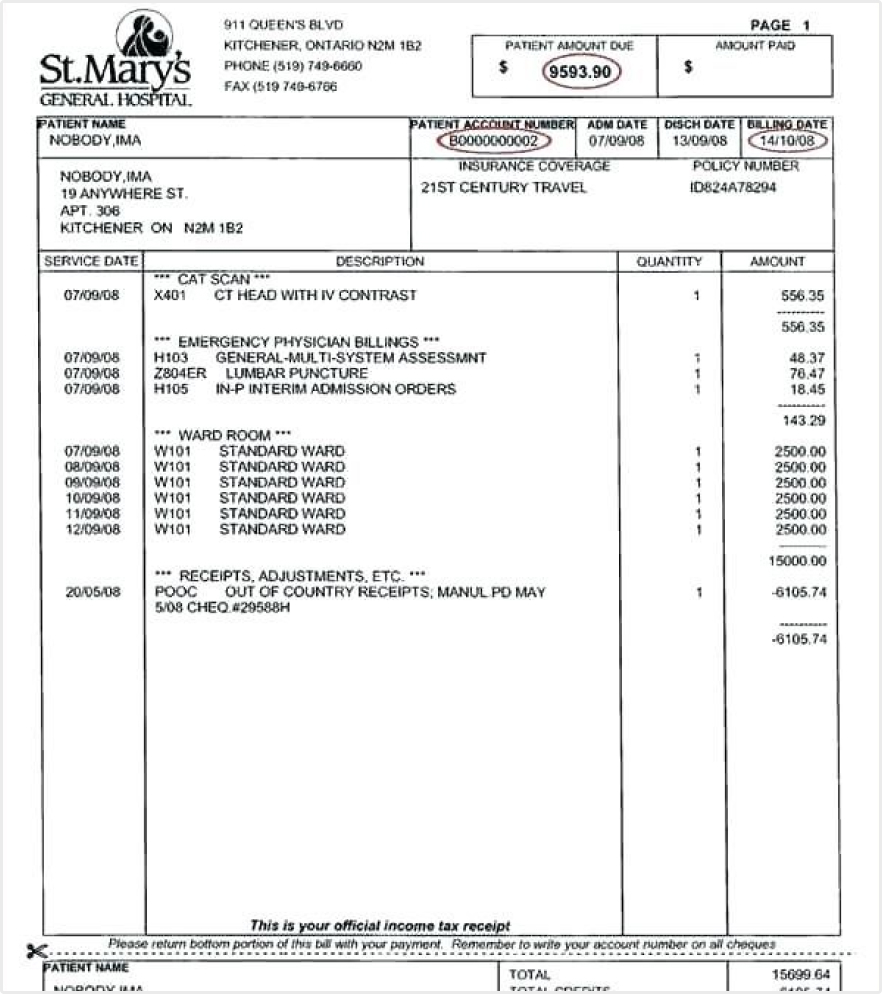 St.Mary's
GENERAL HOSPITAL
911 QUEEN'S BLVD
KITCHENER, ONTARIO N2M 1B2
PHONE (519) 749-6660
FAX (519 749-6766
PAGE 1
PATIENT AMOUNT DUE AMOUNT PAID
$ 9593.90 $
PATIENT NAME PATIENT ACCOUNT NUMBER ADM DATE DISCH DATE BILLING DATE
NOBODY,IMA B0000000002 07/09/08 13/09/08 14/10/08
INSURANCE COVERAGE POLICY NUMBER
21ST CENTURY TRAVEL ID824A78294
NOBODY,IMA
19 ANYWHERE ST.
APT. 306
KITCHENER ON N2M 1B2
SERVICE DATE DESCRIPTION QUANTITY AMOUNT
*** CAT SCAN ***
07/09/08 X401 CT HEAD WITH IV CONTRAST 1 556.35
556.35
*** EMERGENCY PHYSICIAN BILLINGS ***
07/09/08 H103 GENERAL-MULTI-SYSTEM ASSESSMNT 1 48.37
07/09/08 Z804ER LUMBAR PUNCTURE 1 76.47
07/09/08 H105 IN-P INTERIM ADMISSION ORDERS 1 18.45
143.29
*** WARD ROOM ***
07/09/08 W101 STANDARD WARD 1 2500.00
08/09/08 W101 STANDARD WARD 1 2500.00
09/09/08 W101 STANDARD WARD 1 2500.00
10/09/08 W101 STANDARD WARD 1 2500.00
11/09/08 W101 STANDARD WARD 1 2500.00
12/09/08 W101 STANDARD WARD 1 2500.00
15000.00
*** RECEIPTS, ADJUSTMENTS, ETC. ***
20/05/08 POOC OUT OF COUNTRY RECEIPTS; MANUL.PD MAY 1 -6105.74
5/08 CHEQ.#29588H
-6105.74
This is your official income tax receipt
Please return bottom portion of this bill with your payment. Remember to write your account number on all cheques
PATIENT NAME
NOBODY,IMA
TOTAL 15699.64
TOTAL CREDITS 6105.74